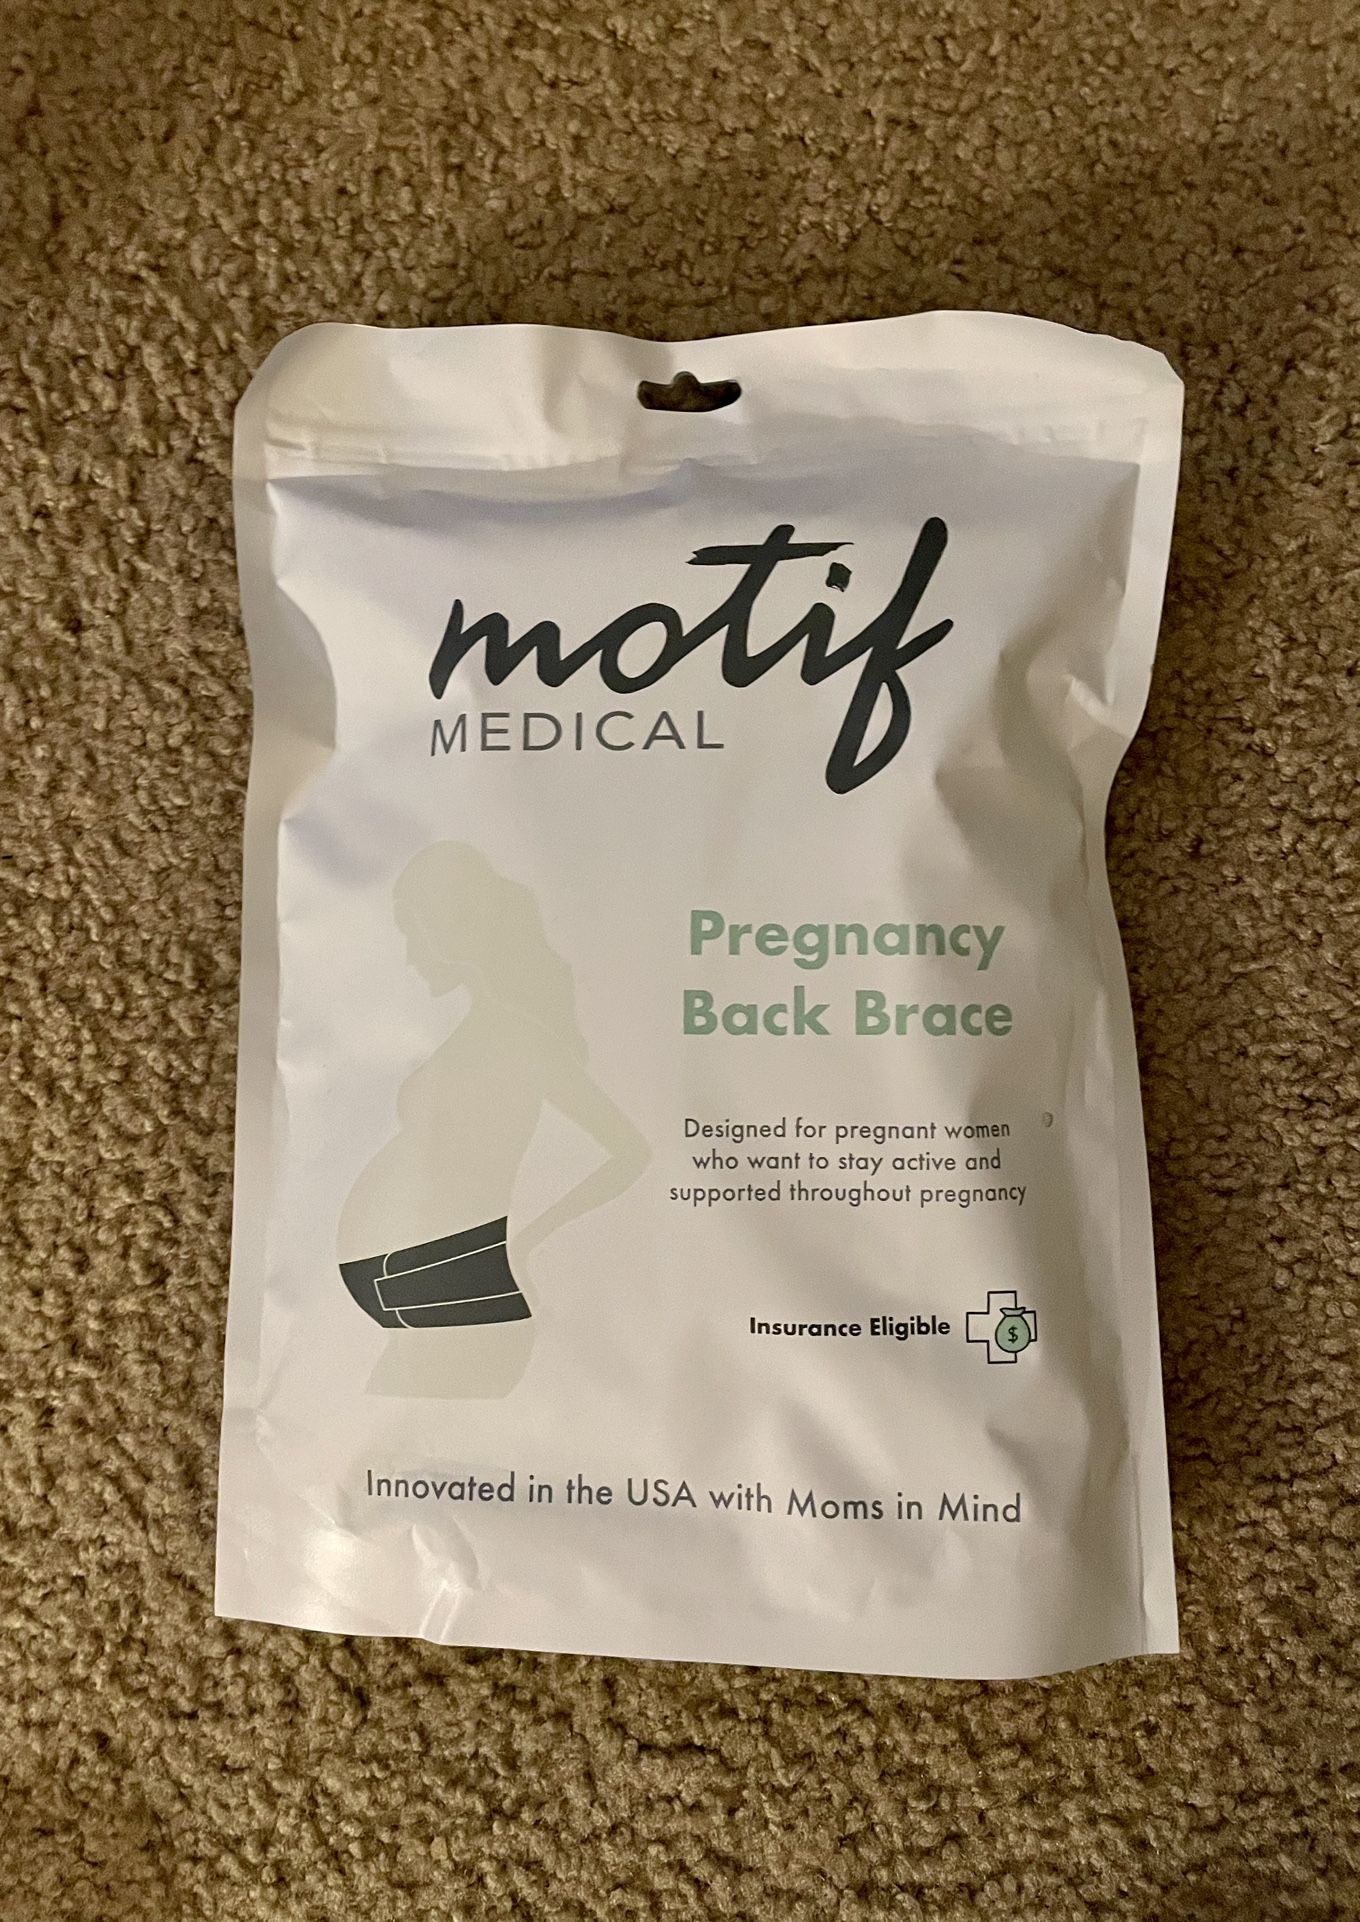 motif
MEDICAL
Pregnancy
Back Brace
Designed for pregnant women
who want to stay active and
supported throughout pregnancy
Insurance Eligible
$
Innovated in the USA with Moms in Mind